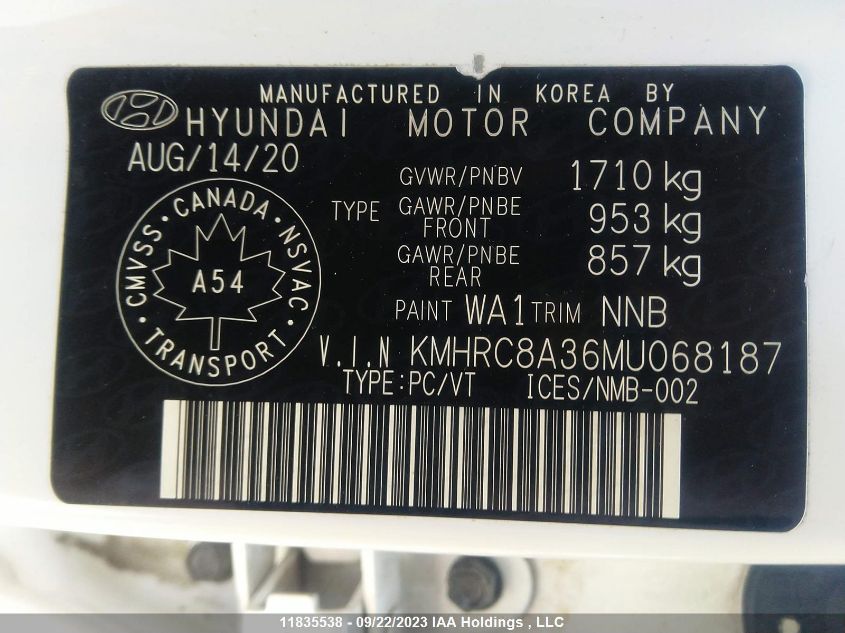 MANUFACTURED IN KOREA BY
HYUNDAI MOTOR COMPANY
AUG/14/20
GVWR/PNBV 1710 kg
TYPE GAWR/PNBE FRONT 953 kg
GAWR/PNBE REAR 857 kg
CMVSS · CANADA · NSVAC · TRANSPORT ·
A54
PAINT WA1 TRIM NNB
V.I.N KMHRC8A36MU068187
TYPE:PC/VT ICES/NMB-002
11835538 - 09/22/2023 IAA Holdings , LLC